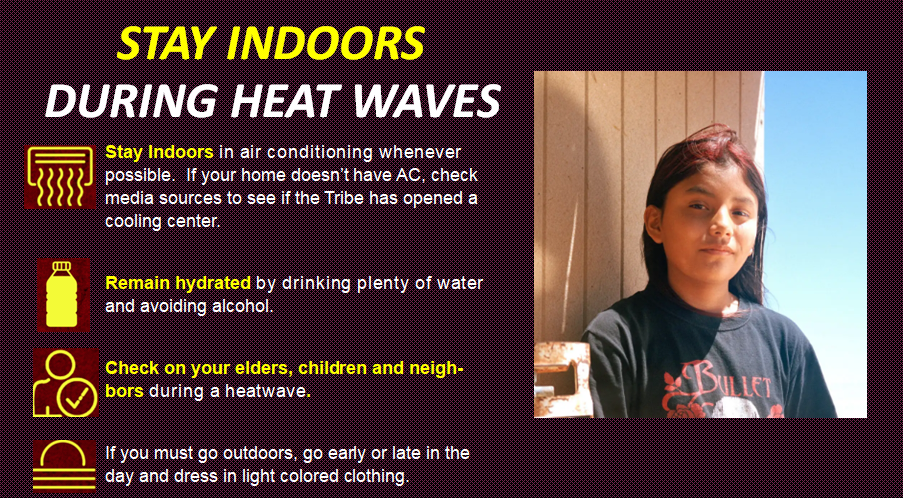 STAY INDOORS
DURING HEAT WAVES
Stay Indoors in air conditioning whenever
possible.  If your home doesn't have AC, check
media sources to see if the Tribe has opened a
cooling center.
Remain hydrated by drinking plenty of water
and avoiding alcohol.
Check on your elders, children and neigh-
bors during a heatwave.
If you must go outdoors, go early or late in the
day and dress in light colored clothing.
BULLET